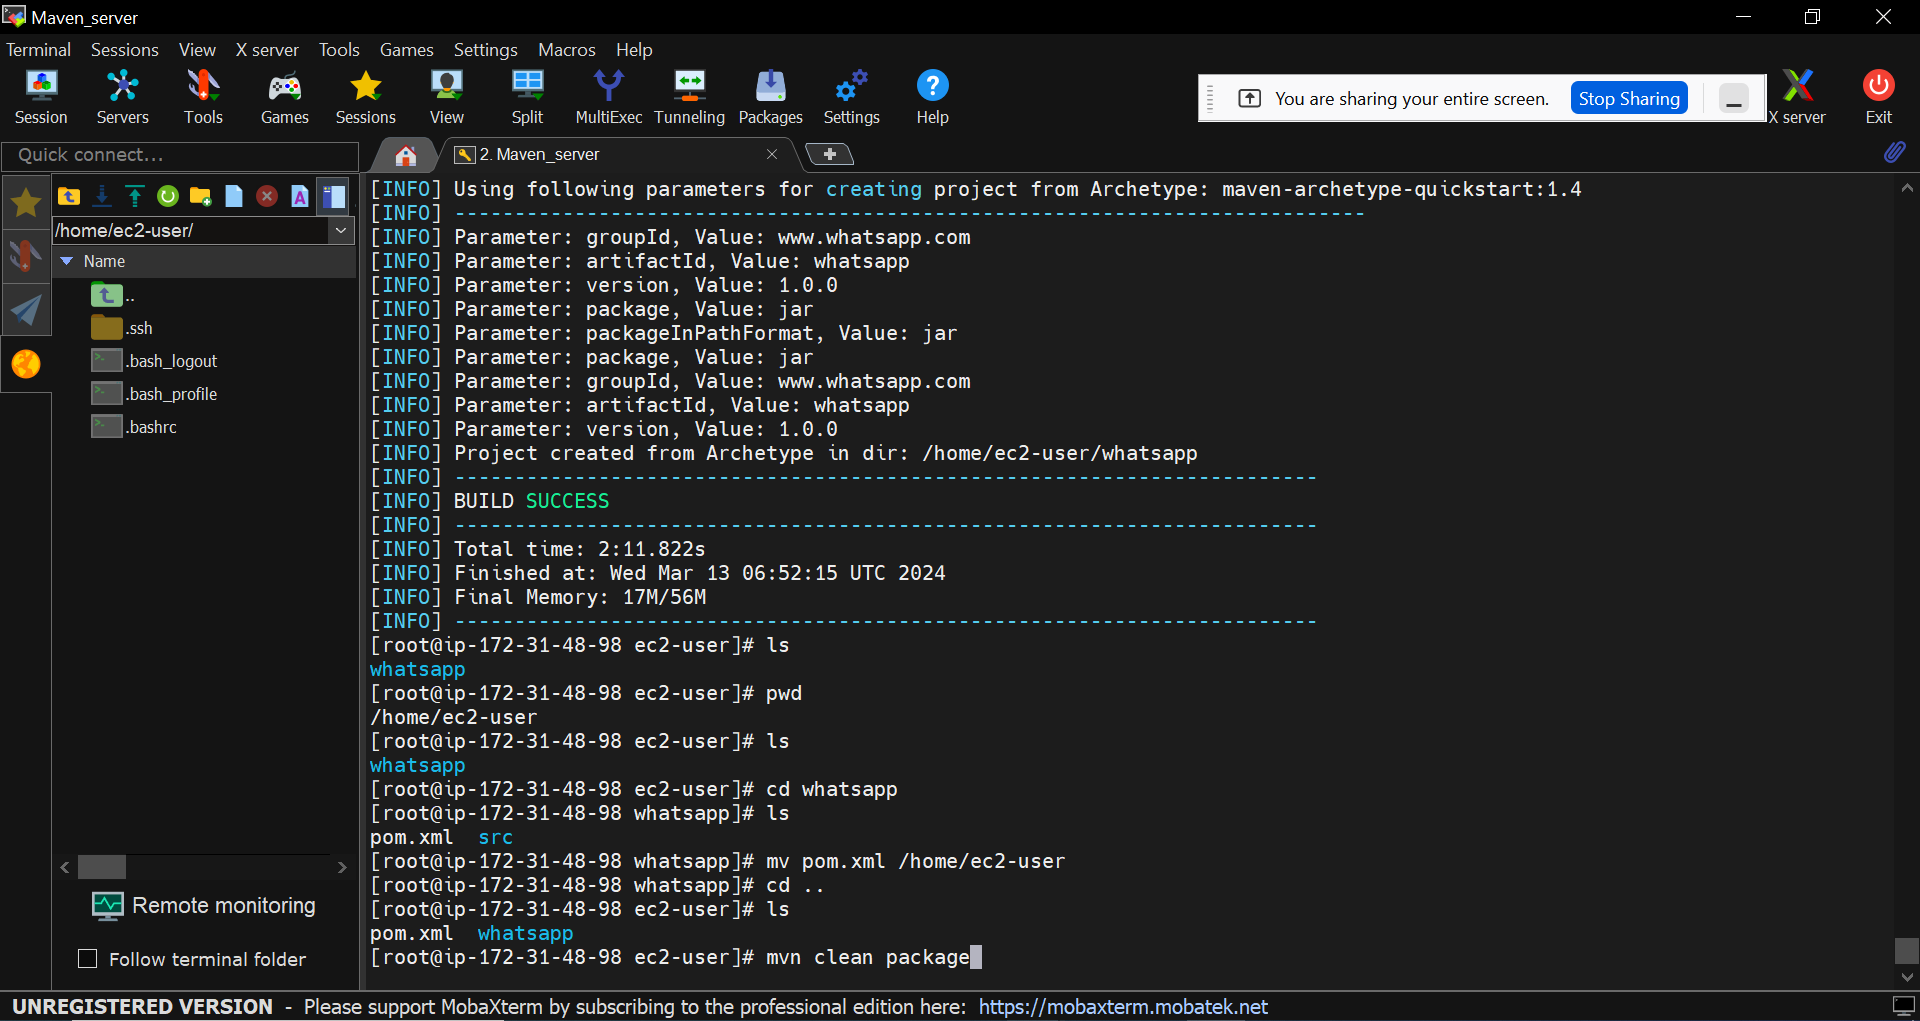 Maven_server
Terminal Sessions View X server Tools Games Settings Macros Help
Session Servers Tools Games Sessions View Split MultiExec Tunneling Packages Settings Help
You are sharing your entire screen. Stop Sharing
X server Exit
Quick connect...
2. Maven_server
/home/ec2-user/
Name
..
.ssh
.bash_logout
.bash_profile
.bashrc
Remote monitoring
Follow terminal folder
[INFO] Using following parameters for creating project from Archetype: maven-archetype-quickstart:1.4
[INFO] ----------------------------------------------------------------------------
[INFO] Parameter: groupId, Value: www.whatsapp.com
[INFO] Parameter: artifactId, Value: whatsapp
[INFO] Parameter: version, Value: 1.0.0
[INFO] Parameter: package, Value: jar
[INFO] Parameter: packageInPathFormat, Value: jar
[INFO] Parameter: package, Value: jar
[INFO] Parameter: groupId, Value: www.whatsapp.com
[INFO] Parameter: artifactId, Value: whatsapp
[INFO] Parameter: version, Value: 1.0.0
[INFO] Project created from Archetype in dir: /home/ec2-user/whatsapp
[INFO] ------------------------------------------------------------------------
[INFO] BUILD SUCCESS
[INFO] ------------------------------------------------------------------------
[INFO] Total time: 2:11.822s
[INFO] Finished at: Wed Mar 13 06:52:15 UTC 2024
[INFO] Final Memory: 17M/56M
[INFO] ------------------------------------------------------------------------
[root@ip-172-31-48-98 ec2-user]# ls
whatsapp
[root@ip-172-31-48-98 ec2-user]# pwd
/home/ec2-user
[root@ip-172-31-48-98 ec2-user]# ls
whatsapp
[root@ip-172-31-48-98 ec2-user]# cd whatsapp
[root@ip-172-31-48-98 whatsapp]# ls
pom.xml src
[root@ip-172-31-48-98 whatsapp]# mv pom.xml /home/ec2-user
[root@ip-172-31-48-98 whatsapp]# cd ..
[root@ip-172-31-48-98 ec2-user]# ls
pom.xml whatsapp
[root@ip-172-31-48-98 ec2-user]# mvn clean package
UNREGISTERED VERSION - Please support MobaXterm by subscribing to the professional edition here: https://mobaxterm.mobatek.net